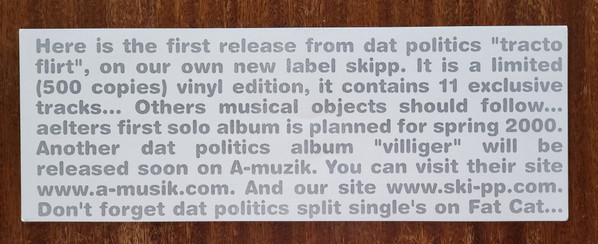 Here is the first release from dat politics "tracto
flirt", on our own new label skipp. It is a limited
(500 copies) vinyl edition, it contains 11 exclusive
tracks... Others musical objects should follow...
aelters first solo album is planned for spring 2000.
Another dat politics album "villiger" will be
released soon on A-muzik. You can visit their site
www.a-musik.com. And our site www.ski-pp.com.
Don't forget dat politics split single's on Fat Cat...